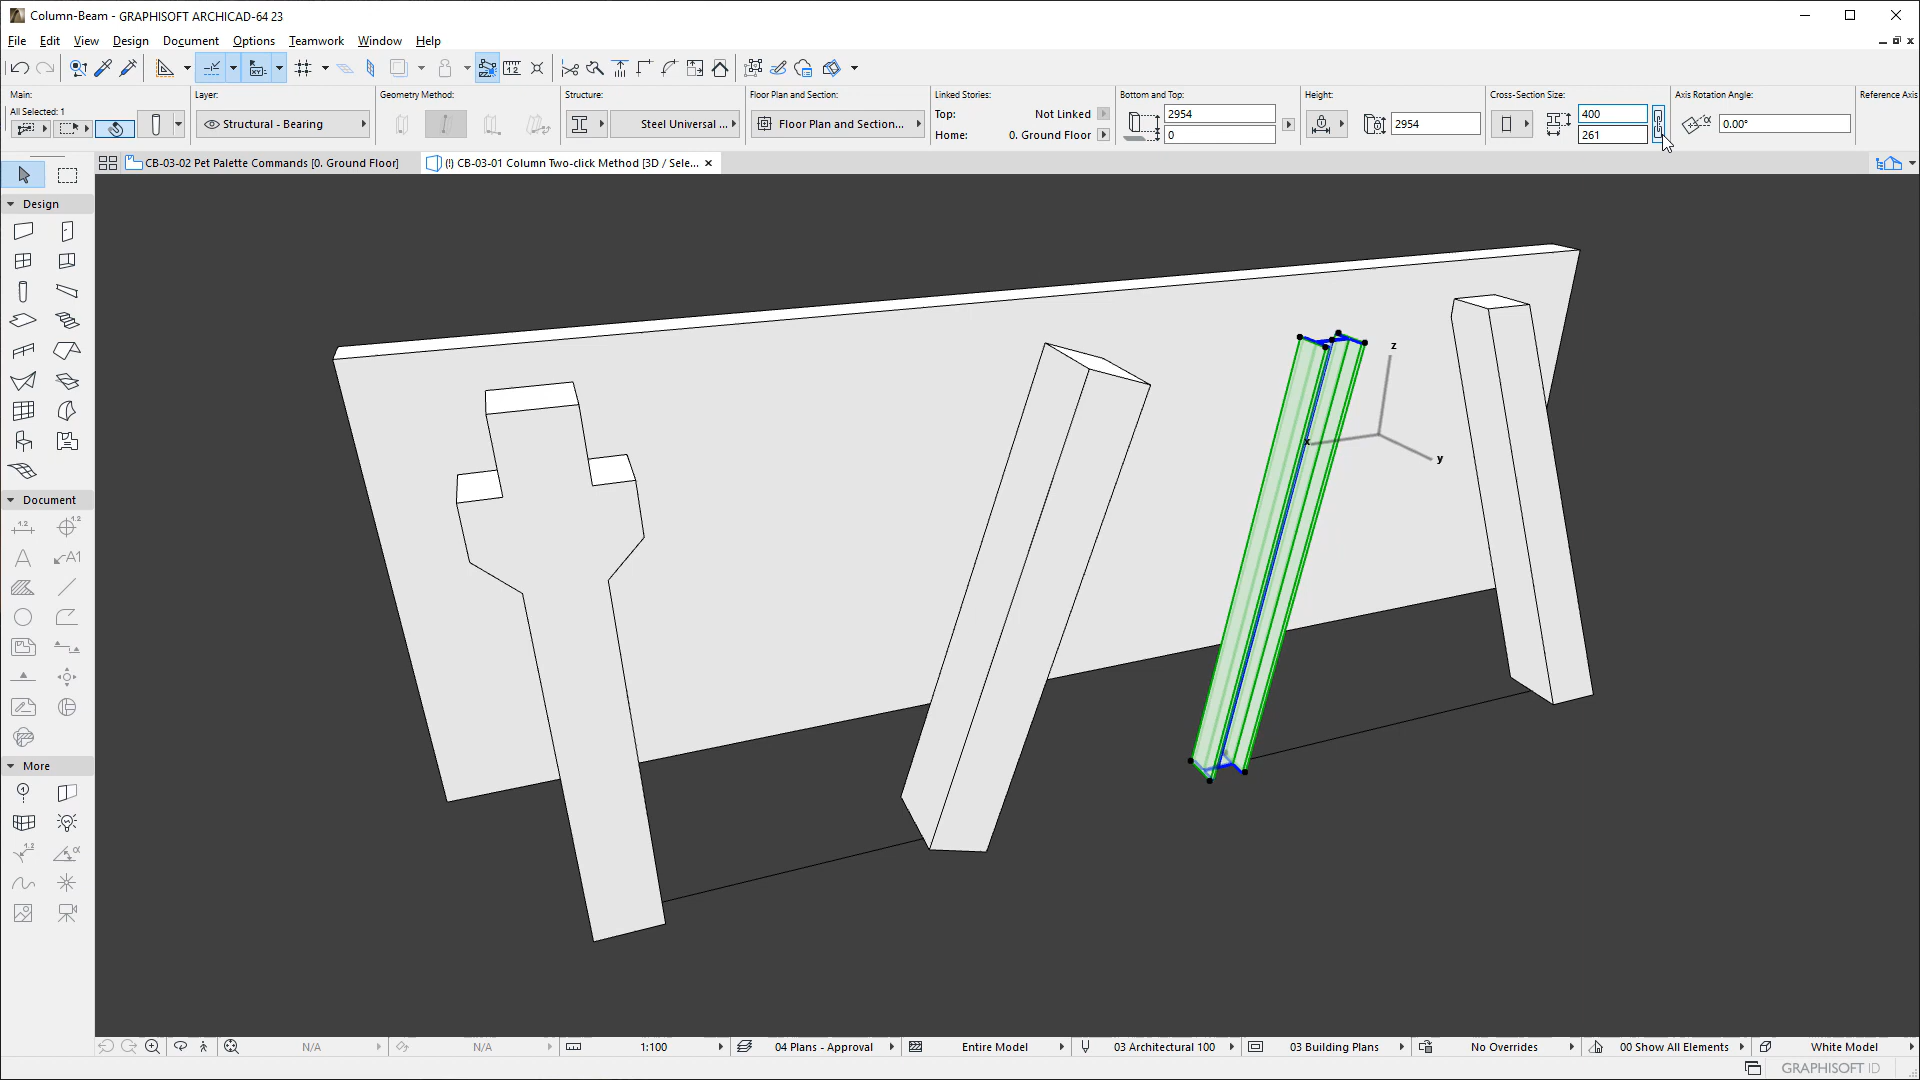 Column-Beam - GRAPHISOFT ARCHICAD-64 23
File Edit View Design Document Options Teamwork Window Help
Main:
All Selected: 1
Layer:
Structural - Bearing
Geometry Method:
Structure:
Steel Universal ...
Floor Plan and Section:
Floor Plan and Section...
Linked Stories:
Top: Not Linked
Home: 0. Ground Floor
Bottom and Top:
2954
0
Height:
2954
Cross-Section Size:
400
261
Axis Rotation Angle:
0.00°
Reference Axis
CB-03-02 Pet Palette Commands [0. Ground Floor]
(!) CB-03-01 Column Two-click Method [3D / Sele...
Design
Document
More
z
x
y
N/A
N/A
1:100
04 Plans - Approval
Entire Model
03 Architectural 100
03 Building Plans
No Overrides
00 Show All Elements
White Model
GRAPHISOFT ID